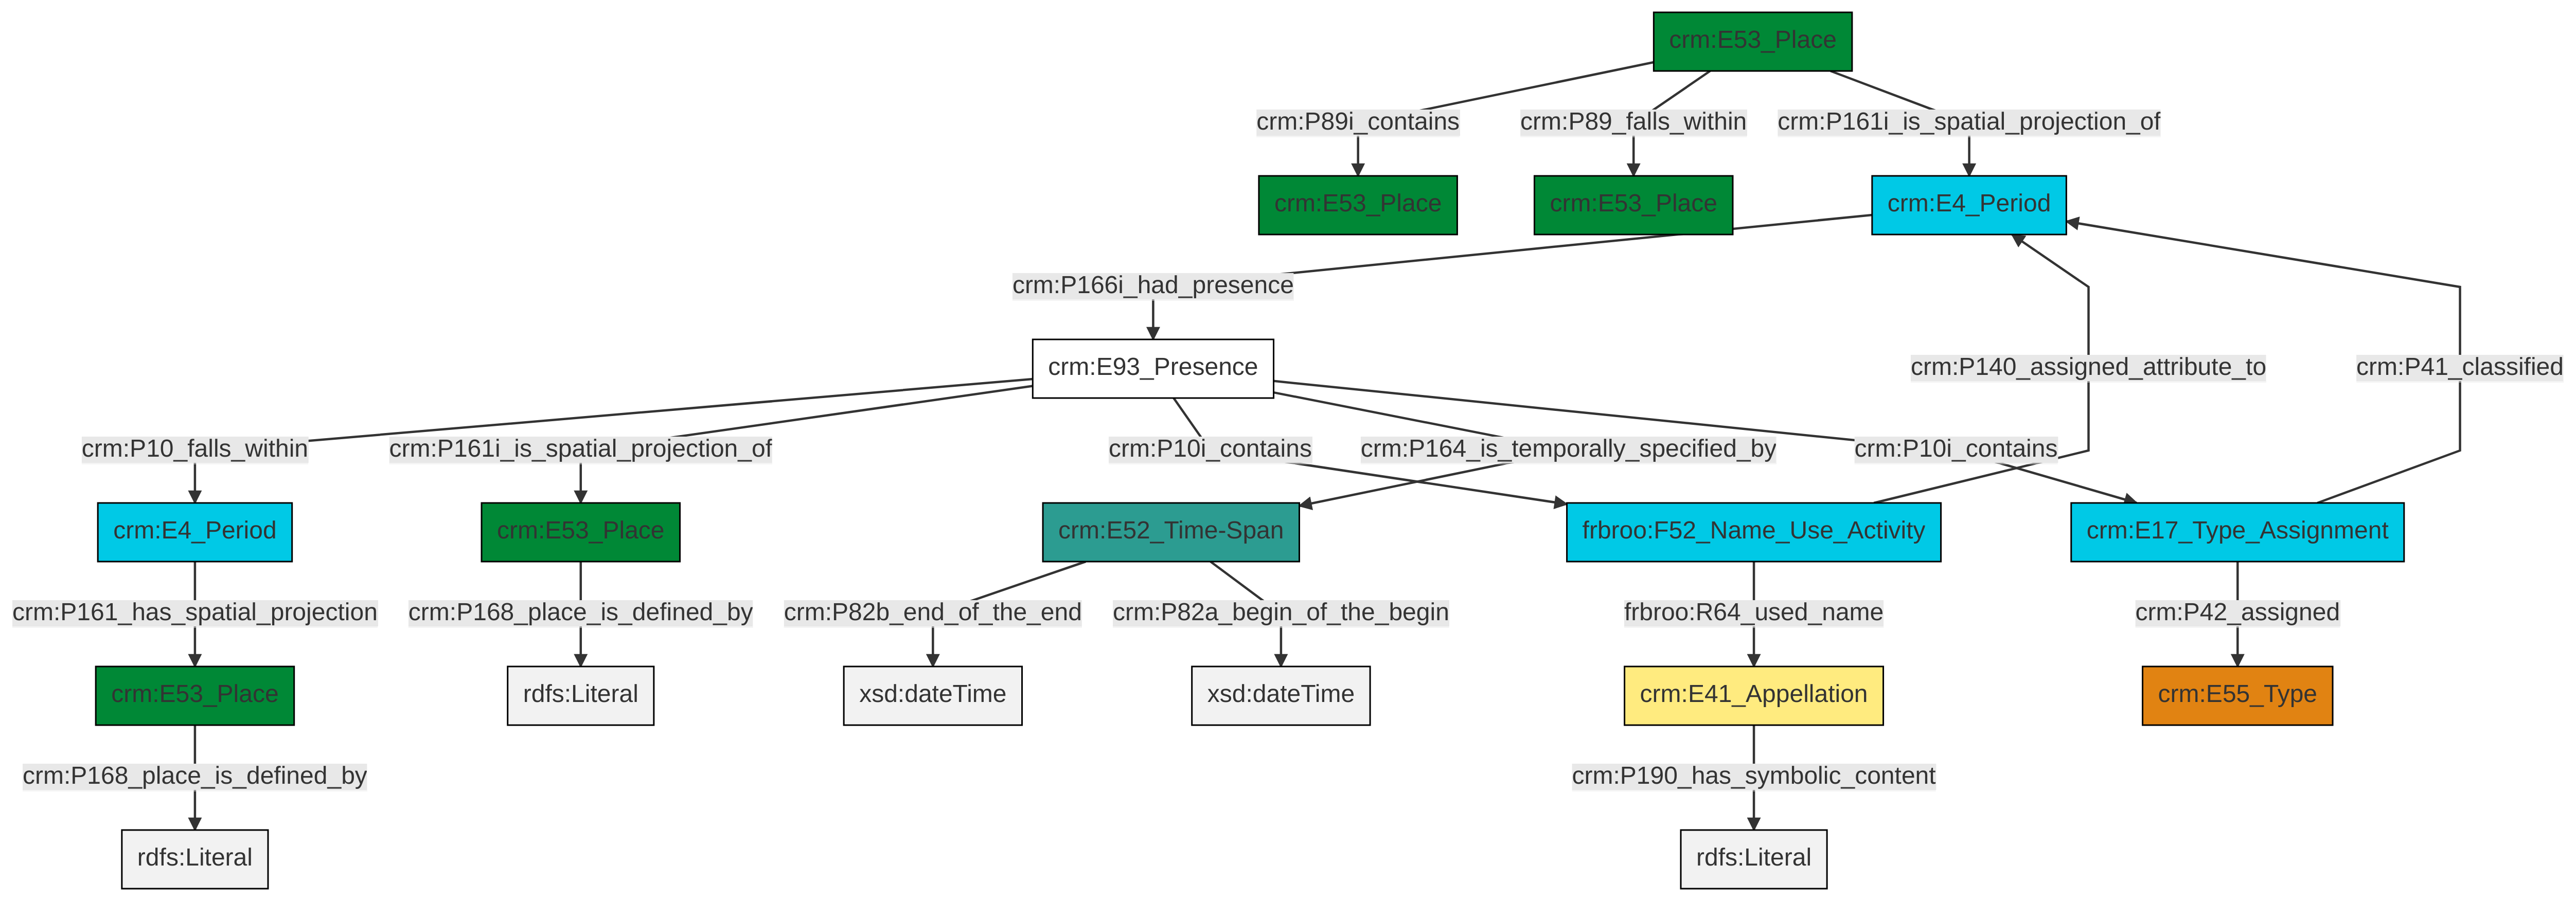 crm:E53_Place
crm:P89i_contains
crm:P89_falls_within
crm:P161i_is_spatial_projection_of
crm:E53_Place
crm:E53_Place
crm:E4_Period
crm:P166i_had_presence
crm:E93_Presence
crm:P140_assigned_attribute_to
crm:P41_classified
crm:P10_falls_within
crm:P161i_is_spatial_projection_of
crm:P10i_contains
crm:P164_is_temporally_specified_by
crm:P10i_contains
crm:E4_Period
crm:E53_Place
crm:E52_Time-Span
frbroo:F52_Name_Use_Activity
crm:E17_Type_Assignment
crm:P161_has_spatial_projection
crm:P168_place_is_defined_by
crm:P82b_end_of_the_end
crm:P82a_begin_of_the_begin
frbroo:R64_used_name
crm:P42_assigned
crm:E53_Place
rdfs:Literal
xsd:dateTime
xsd:dateTime
crm:E41_Appellation
crm:E55_Type
crm:P168_place_is_defined_by
crm:P190_has_symbolic_content
rdfs:Literal
rdfs:Literal